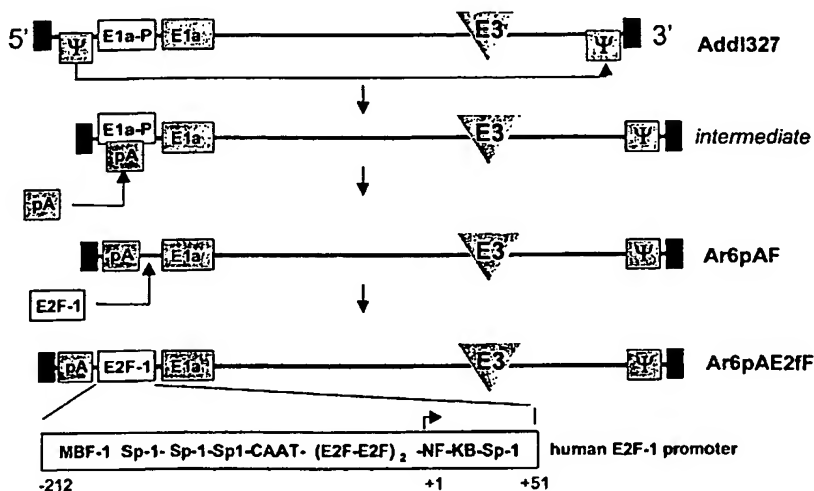 5' Ψ E1a-P E1a E3 Ψ 3' Addl327
E1a-P pA E1a E3 Ψ intermediate
pA
pA E1a E3 Ψ Ar6pAF
E2F-1
pA E2F-1 E1a E3 Ψ Ar6pAE2fF
MBF-1 Sp-1- Sp-1-Sp1-CAAT- (E2F-E2F) 2 -NF-KB-Sp-1 human E2F-1 promoter
-212 +1 +51